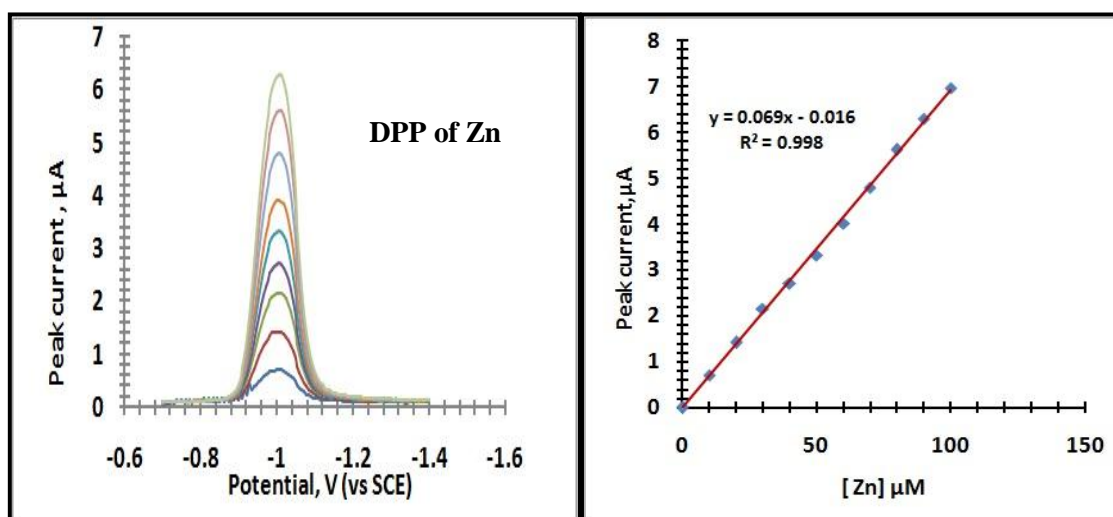 7
6
5
4
3
2
1
0
Peak current , µA
DPP of Zn
-0.6 -0.8 -1 -1.2 -1.4 -1.6
Potential, V (vs SCE)
8
7
6
5
4
3
2
1
0
Peak current,µA
y = 0.069x - 0.016
R² = 0.998
0 50 100 150
[ Zn] µM